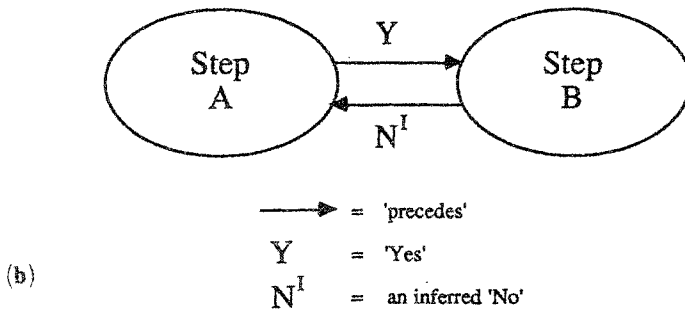 Y
Step
A
Step
B
N^I
= 'precedes'
Y = 'Yes'
(b)
N^I = an inferred 'No'